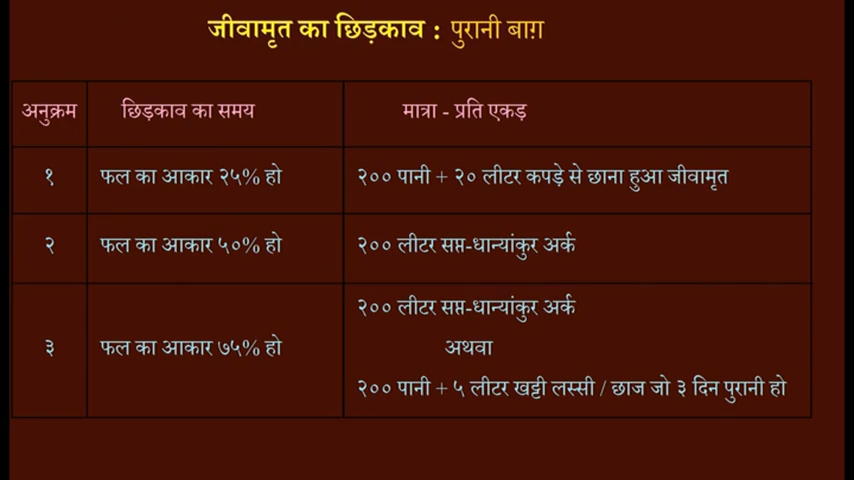 जीवामृत का छिड़काव : पुरानी बाग़
अनुक्रम छिड़काव का समय मात्रा - प्रति एकड़
१ फल का आकार २५% हो २०० पानी + २० लीटर कपड़े से छाना हुआ जीवामृत
२ फल का आकार ५०% हो २०० लीटर सप्त-धान्यांकुर अर्क
२०० लीटर सप्त-धान्यांकुर अर्क
३ फल का आकार ७५% हो अथवा
२०० पानी + ५ लीटर खट्टी लस्सी / छाज जो ३ दिन पुरानी हो